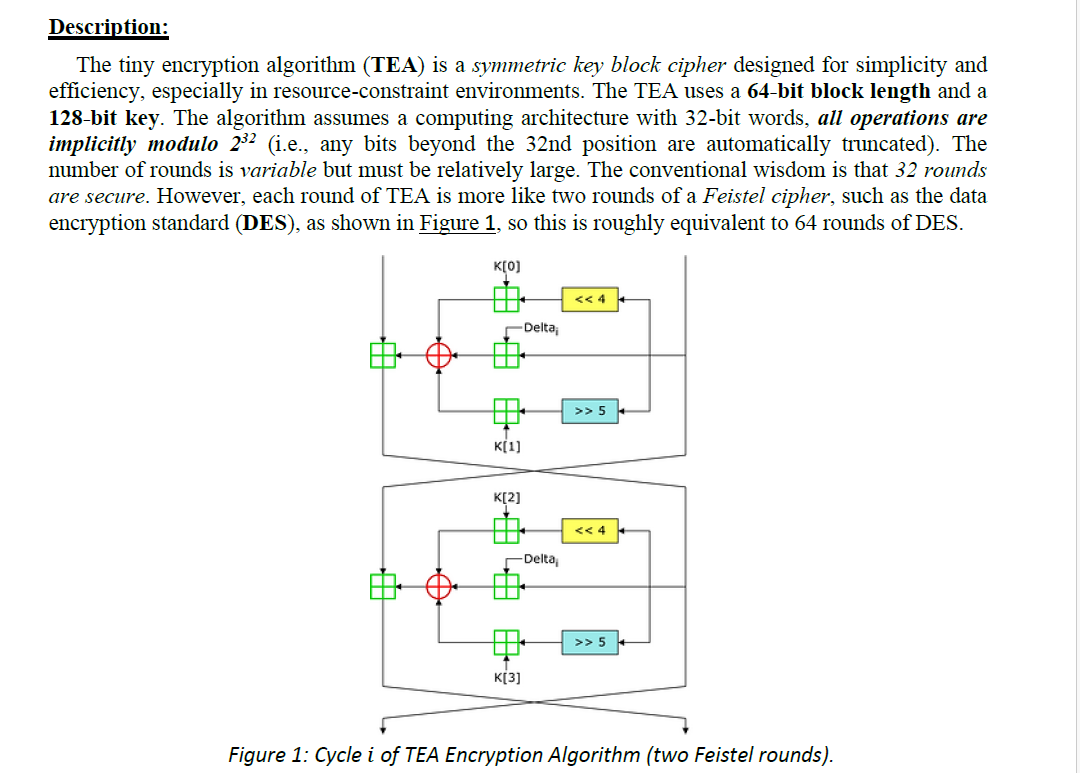 Description:
The tiny encryption algorithm (TEA) is a symmetric key block cipher designed for simplicity and
efficiency, especially in resource-constraint environments. The TEA uses a 64-bit block length and a
128-bit key. The algorithm assumes a computing architecture with 32-bit words, all operations are
implicitly modulo 2³² (i.e., any bits beyond the 32nd position are automatically truncated). The
number of rounds is variable but must be relatively large. The conventional wisdom is that 32 rounds
are secure. However, each round of TEA is more like two rounds of a Feistel cipher, such as the data
encryption standard (DES), as shown in Figure 1, so this is roughly equivalent to 64 rounds of DES.
K[0]
<< 4
Deltaᵢ
>> 5
K[1]
K[2]
<< 4
Deltaᵢ
>> 5
K[3]
Figure 1: Cycle i of TEA Encryption Algorithm (two Feistel rounds).